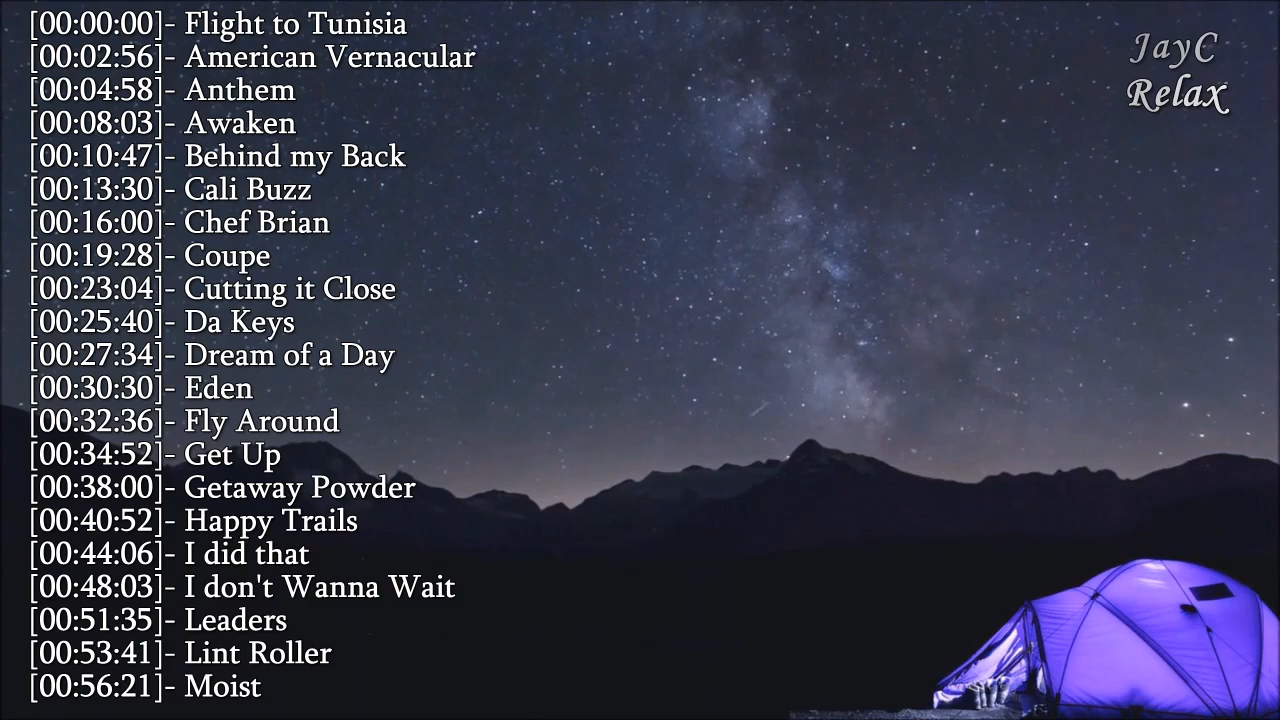 [00:00:00]- Flight to Tunisia
[00:02:56]- American Vernacular
[00:04:58]- Anthem
[00:08:03]- Awaken
[00:10:47]- Behind my Back
[00:13:30]- Cali Buzz
[00:16:00]- Chef Brian
[00:19:28]- Coupe
[00:23:04]- Cutting it Close
[00:25:40]- Da Keys
[00:27:34]- Dream of a Day
[00:30:30]- Eden
[00:32:36]- Fly Around
[00:34:52]- Get Up
[00:38:00]- Getaway Powder
[00:40:52]- Happy Trails
[00:44:06]- I did that
[00:48:03]- I don't Wanna Wait
[00:51:35]- Leaders
[00:53:41]- Lint Roller
[00:56:21]- Moist
JayC
Relax